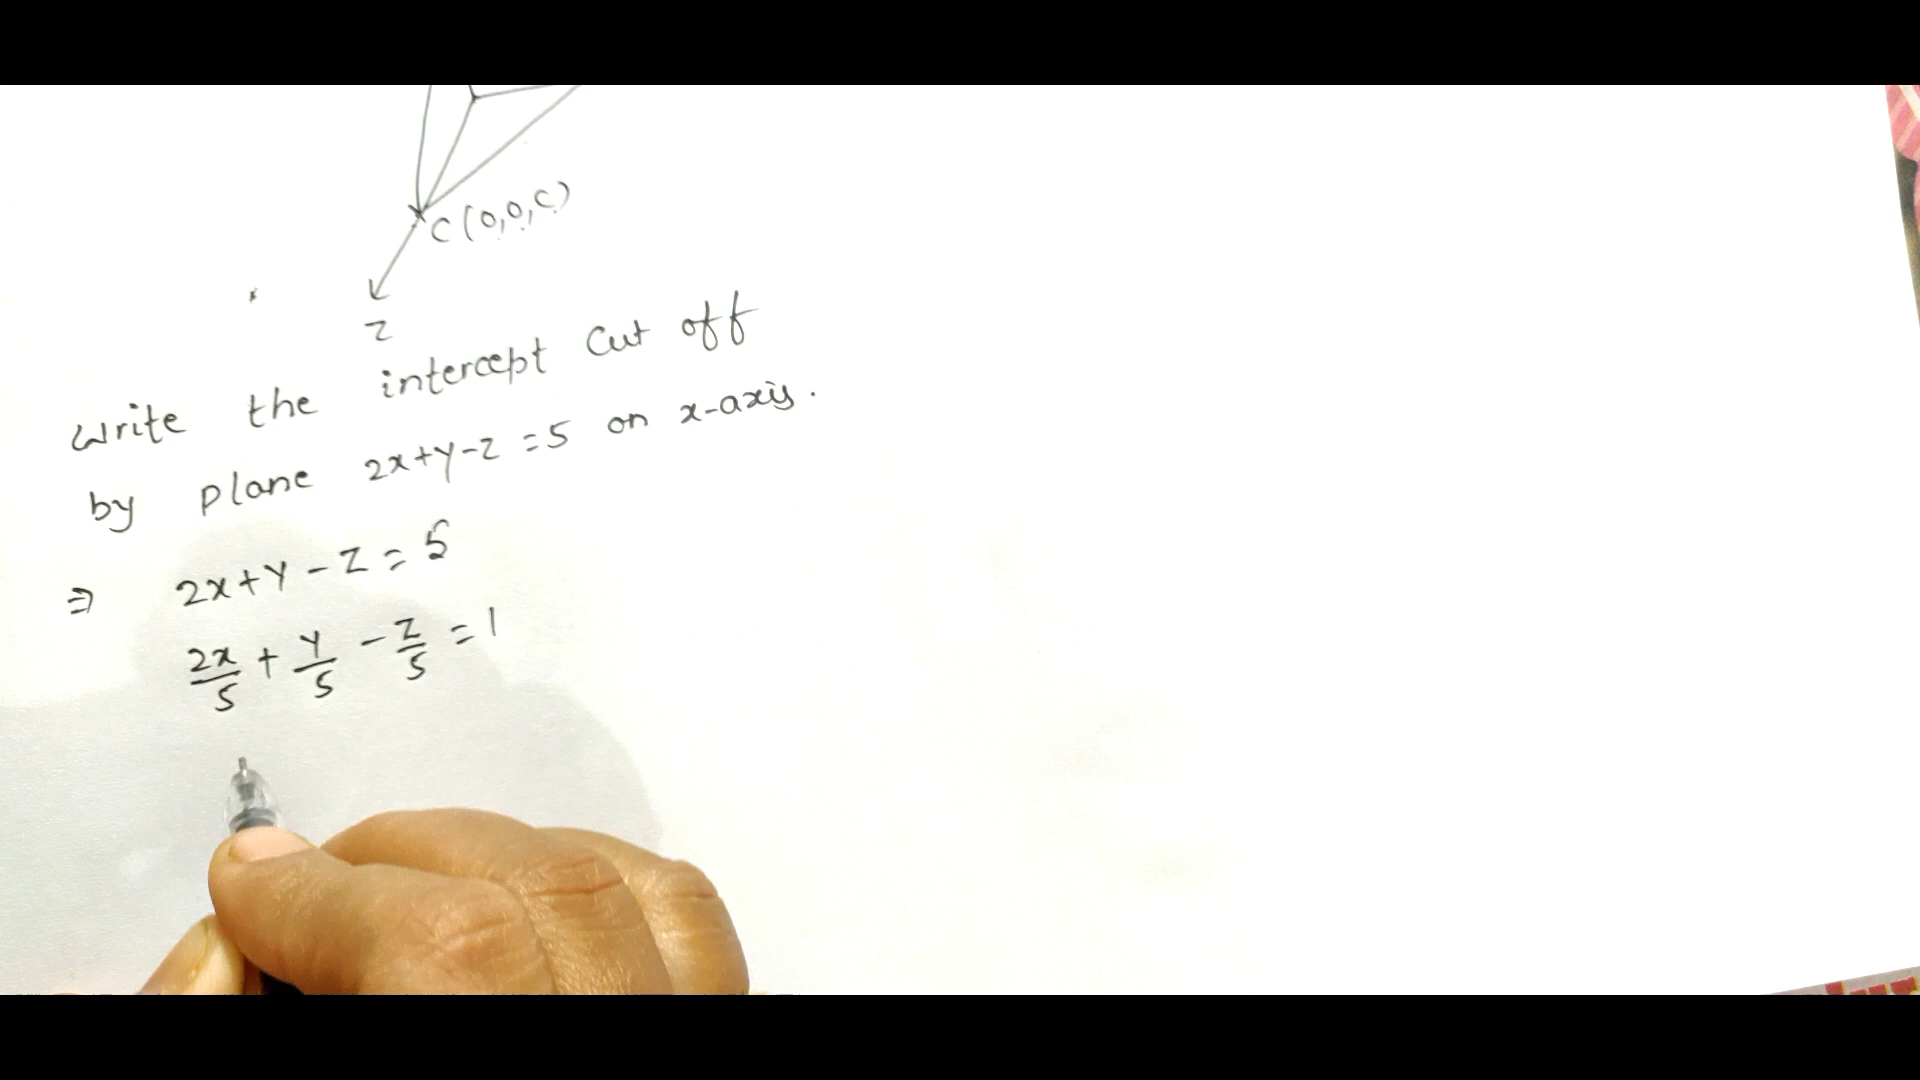 C(0,0,C)
Z
Write the intercept Cut off
by plane 2x+y-z=5 on x-axis.
⇒ 2x+y-z=5
2x/5 + y/5 - z/5 = 1